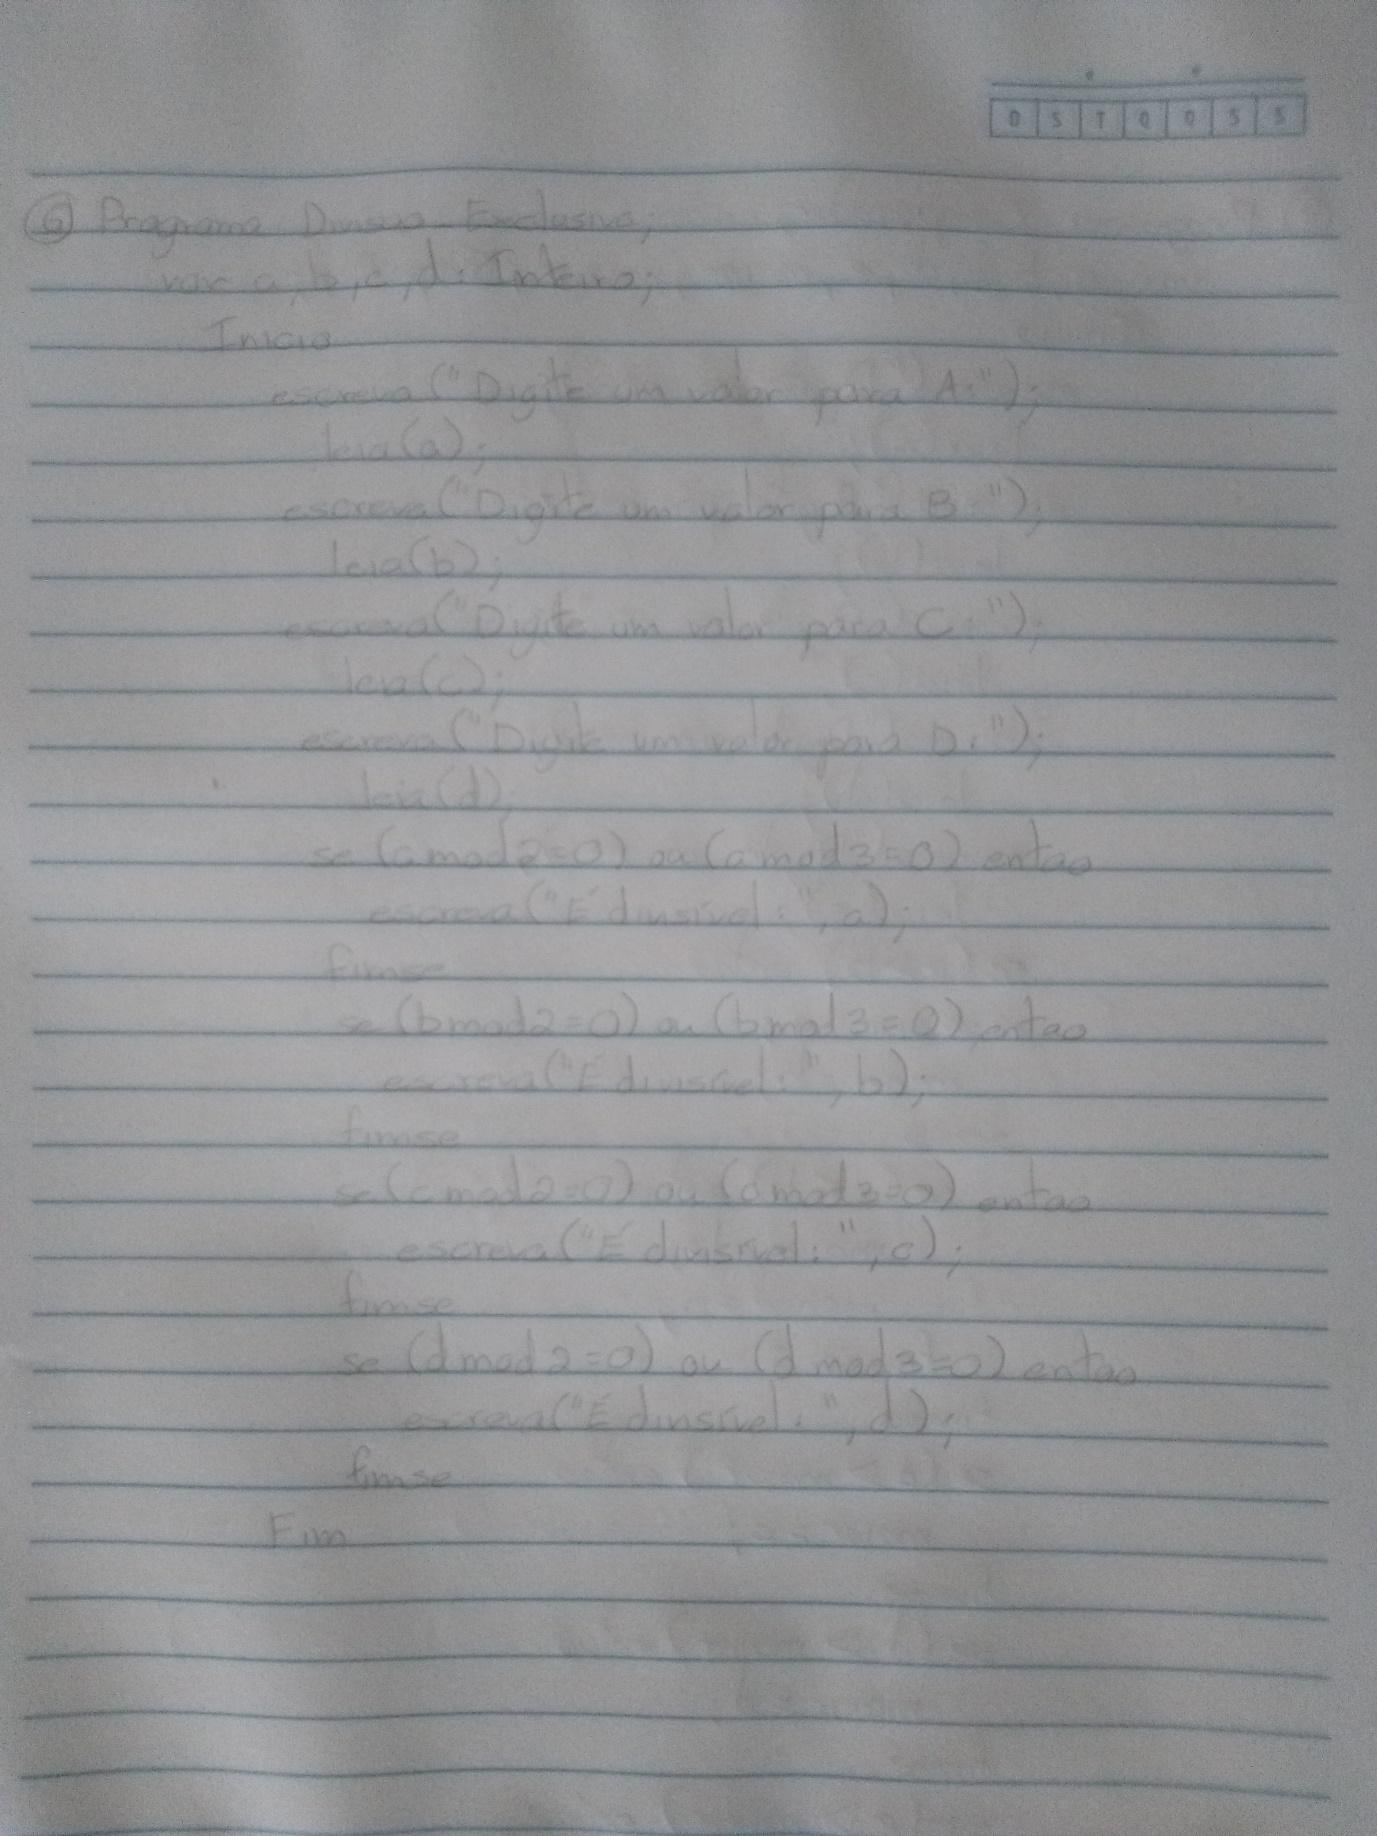 D S T Q Q S S
6 Programa Divisao Exclusiva;
var a, b, c, d: Inteiro;
Inicio
escreva("Digite um valor para A:");
leia(a);
escreva("Digite um valor para B:");
leia(b);
escreva("Digite um valor para C:");
leia(c);
escreva("Digite um valor para D:");
leia(d);
se (a mod 2=0) ou (a mod 3=0) entao
escreva("É divisível:", a);
fimse
se (b mod 2=0) ou (b mod 3=0) entao
escreva("É divisível:", b);
fimse
se (c mod 2=0) ou (c mod 3=0) entao
escreva("É divisível:", c);
fimse
se (d mod 2=0) ou (d mod 3=0) entao
escreva("É divisível:", d);
fimse
Fim